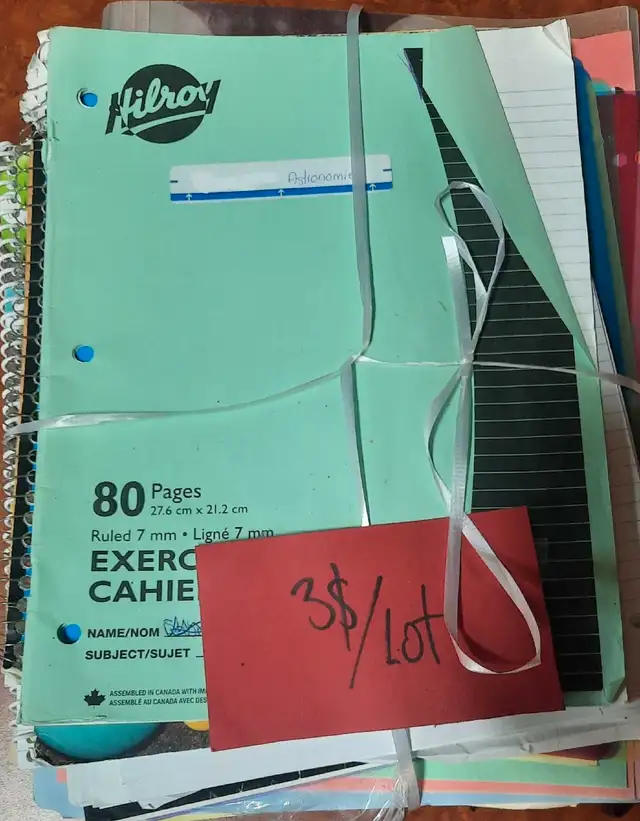 Hilroy
Astronomie
80 Pages
27.6 cm x 21.2 cm
Ruled 7 mm • Ligné 7 mm
EXERC
CAHIE
NAME/NOM
SUBJECT/SUJET
ASSEMBLED IN CANADA WITH IM
ASSEMBLÉ AU CANADA AVEC DES
3$/Lot